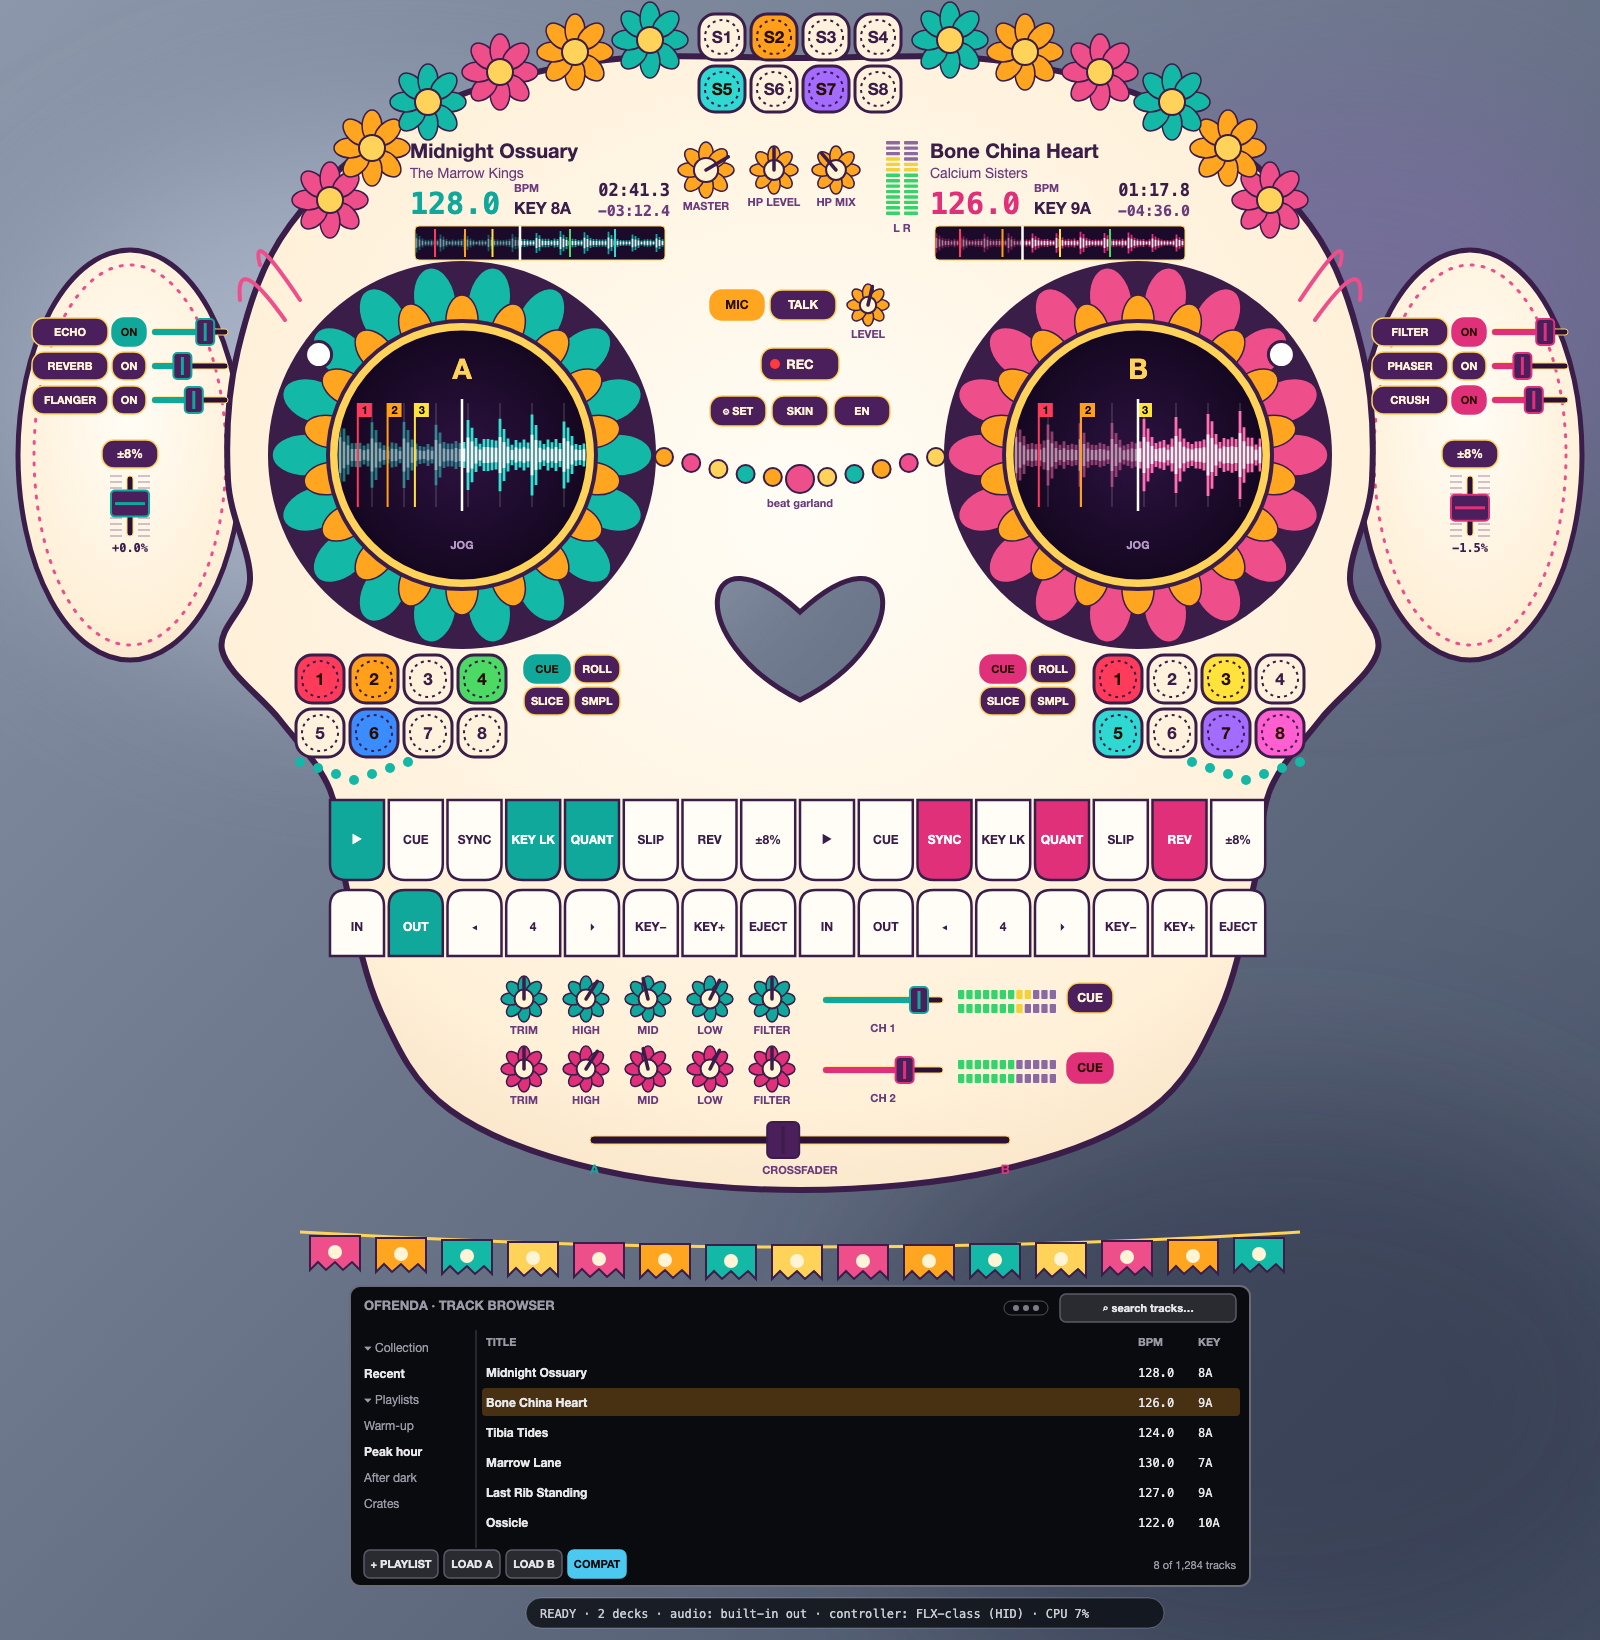 S1 S2 S3 S4
S5 S6 S7 S8
Midnight Ossuary
The Marrow Kings
128.0 BPM KEY 8A 02:41.3 −03:12.4
MASTER HP LEVEL HP MIX
L R
Bone China Heart
Calcium Sisters
126.0 BPM KEY 9A 01:17.8 −04:36.0
MIC TALK LEVEL
REC
⚙ SET SKIN EN
ECHO ON
REVERB ON
FLANGER ON
±8%
+0.0%
A
1 2 3
JOG
beat garland
B
1 2 3
JOG
FILTER ON
PHASER ON
CRUSH ON
±8%
−1.5%
1 2 3 4
5 6 7 8
CUE ROLL
SLICE SMPL
CUE ROLL
SLICE SMPL
1 2 3 4
5 6 7 8
▶ CUE SYNC KEY LK QUANT SLIP REV ±8% ▶ CUE SYNC KEY LK QUANT SLIP REV ±8%
IN OUT ◂ 4 ▸ KEY− KEY+ EJECT IN OUT ◂ 4 ▸ KEY− KEY+ EJECT
TRIM HIGH MID LOW FILTER CH 1 CUE
TRIM HIGH MID LOW FILTER CH 2 CUE
A CROSSFADER B
OFRENDA · TRACK BROWSER
⌕ search tracks...
▾ Collection
Recent
▾ Playlists
Warm-up
Peak hour
After dark
Crates
TITLE BPM KEY
Midnight Ossuary 128.0 8A
Bone China Heart 126.0 9A
Tibia Tides 124.0 8A
Marrow Lane 130.0 7A
Last Rib Standing 127.0 9A
Ossicle 122.0 10A
+ PLAYLIST LOAD A LOAD B COMPAT
8 of 1,284 tracks
READY · 2 decks · audio: built-in out · controller: FLX-class (HID) · CPU 7%